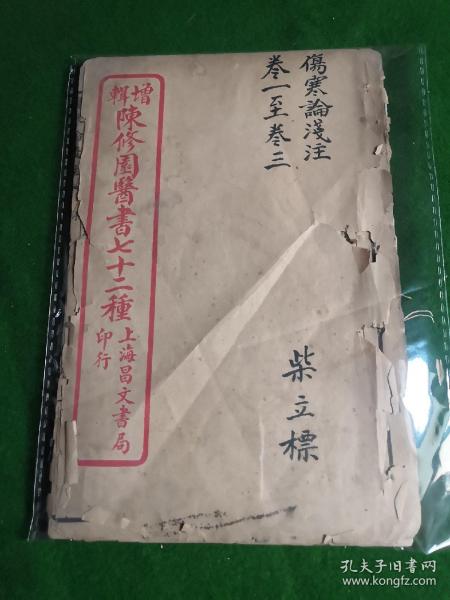 傷寒論淺注
卷一至卷三
柴立標
增輯
陳修園醫書七十二種
上海昌文書局
印行
孔夫子旧书网
www.kongfz.com